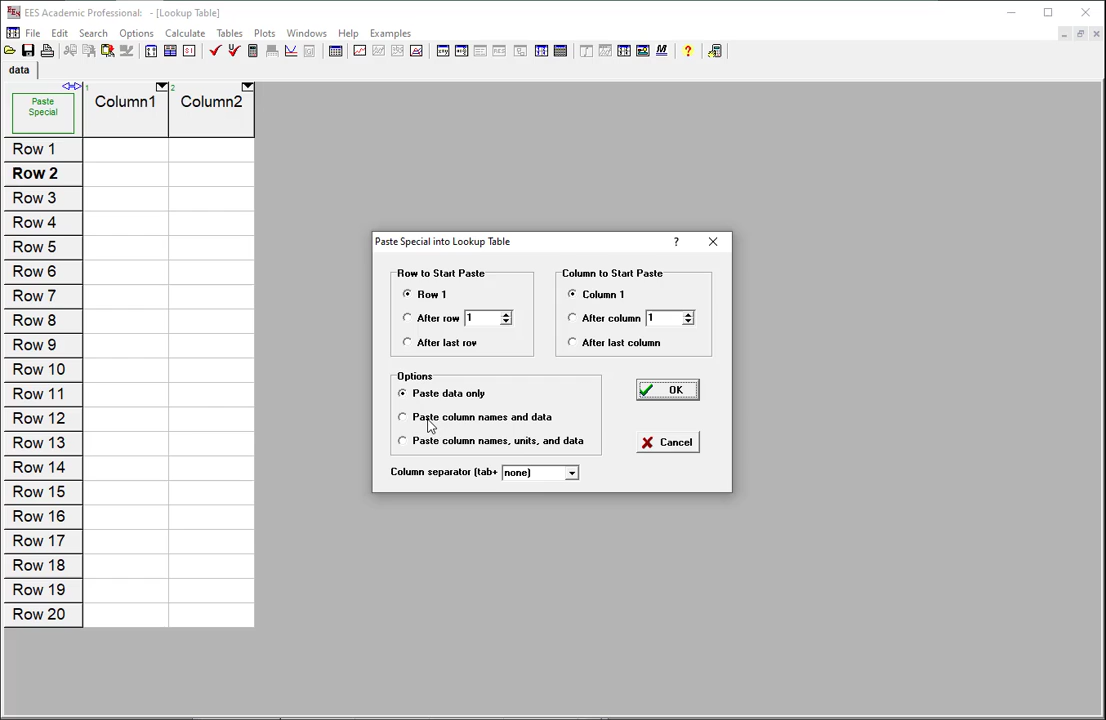 EES Academic Professional: - [Lookup Table]
File Edit Search Options Calculate Tables Plots Windows Help Examples
data
Paste Special
1 Column1
2 Column2
Row 1
Row 2
Row 3
Row 4
Row 5
Row 6
Row 7
Row 8
Row 9
Row 10
Row 11
Row 12
Row 13
Row 14
Row 15
Row 16
Row 17
Row 18
Row 19
Row 20
Paste Special into Lookup Table
Row to Start Paste
Row 1
After row 1
After last row
Column to Start Paste
Column 1
After column 1
After last column
Options
Paste data only
Paste column names and data
Paste column names, units, and data
OK
Cancel
Column separator (tab+ none)